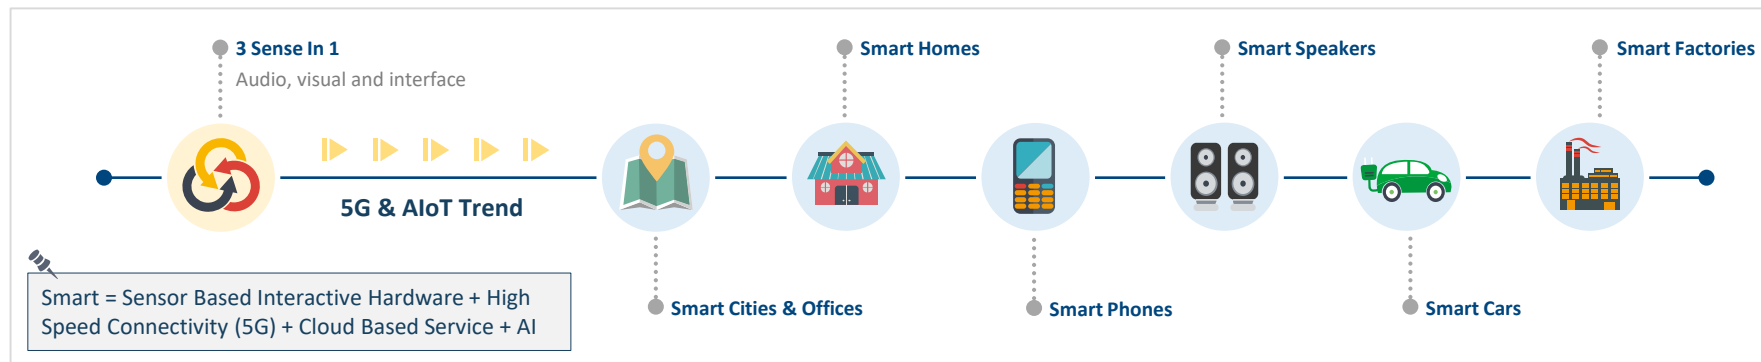 3 Sense In 1
Audio, visual and interface
Smart Homes
Smart Speakers
Smart Factories
5G & AIoT Trend
Smart Cities & Offices
Smart Phones
Smart Cars
Smart = Sensor Based Interactive Hardware + High
Speed Connectivity (5G) + Cloud Based Service + AI